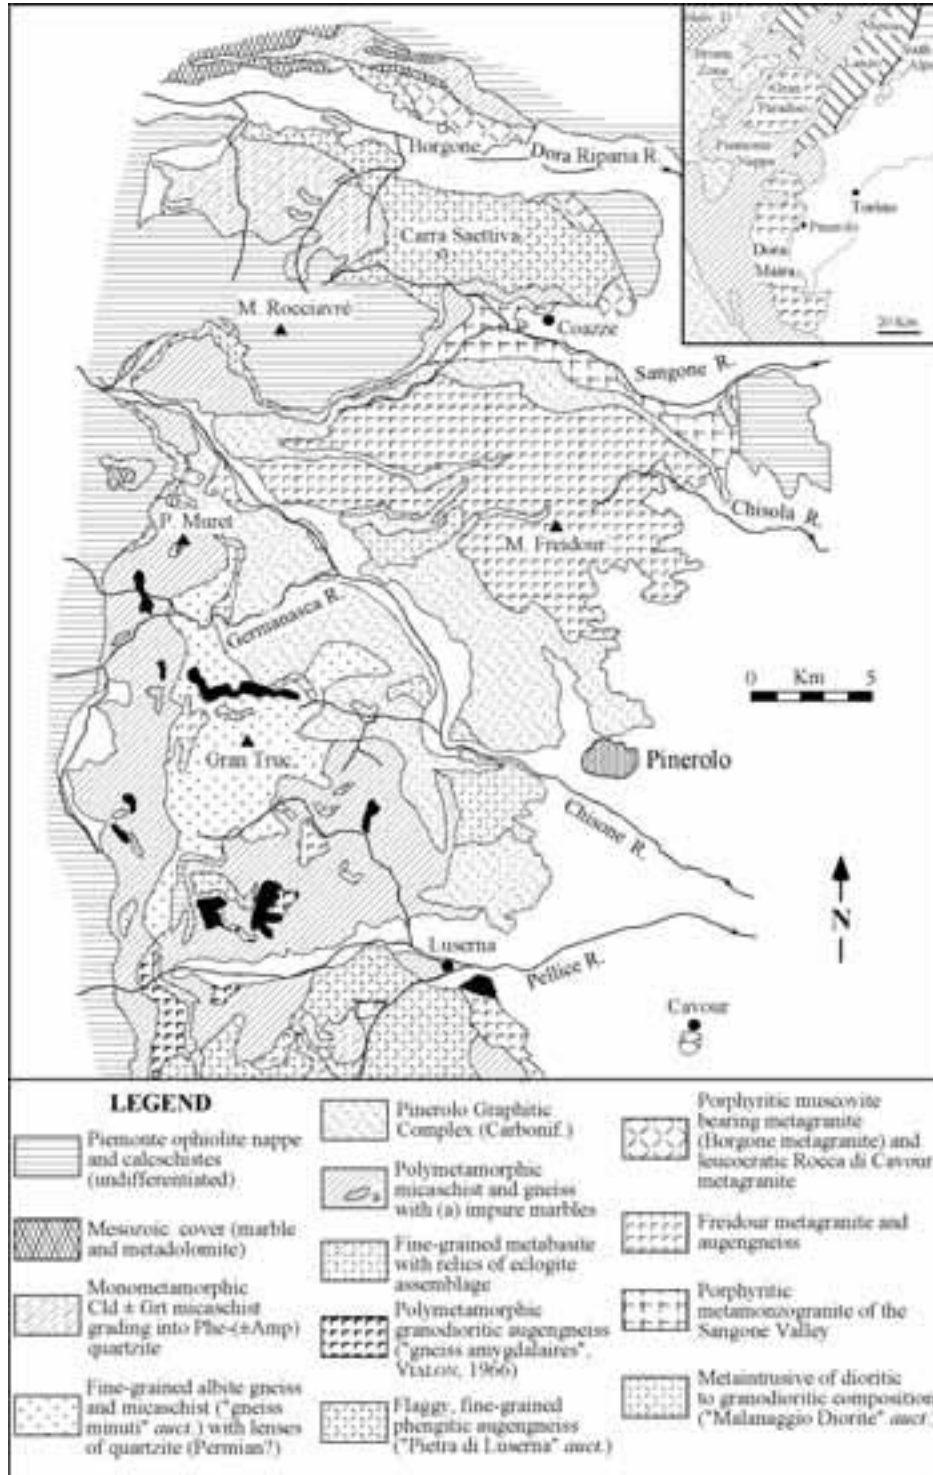 Gran
Paradiso
Piemonte
Nappe
Torino
Pinerolo
Dora
Maira
20 Km
Borgone
Dora Riparia R.
Carra Saettiva
M. Rocciavré
Coazze
Sangone R.
Chisola R.
P. Muret
M. Freidour
Germanasca R.
0 Km 5
Gran Truc.
Pinerolo
Chisone R.
N
Luserna
Pellice R.
Cavour
LEGEND
Piemonte ophiolite nappe
and calcschistes
(undifferentiated)
Mesozoic cover (marble
and metadolomite)
Monometamorphic
Cld ± Grt micaschist
grading into Phe-(±Amp)
quartzite
Fine-grained albite gneiss
and micaschist ("gneiss
minuti" auct.) with lenses
of quartzite (Permian?)
Pinerolo Graphitic
Complex (Carbonif.)
Polymetamorphic
micaschist and gneiss
with (a) impure marbles
a
Fine-grained metabasite
with relics of eclogite
assemblage
Polymetamorphic
granodioritic augengneiss
("gneiss amygdalaires",
VIALON, 1966)
Flaggy, fine-grained
phengitic augengneiss
("Pietra di Luserna" auct.)
Porphyritic muscovite
bearing metagranite
(Borgone metagranite) and
leucocratic Rocca di Cavour
metagranite
Freidour metagranite and
augengneiss
Porphyritic
metamonzogranite of the
Sangone Valley
Metaintrusive of dioritic
to granodioritic composition
("Malanaggio Diorite" auct.)